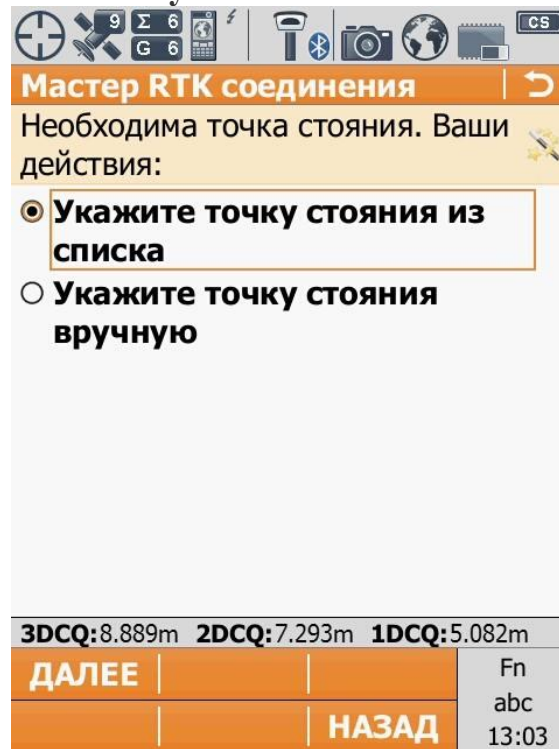 9 Σ 6
G 6
CS
Мастер RTK соединения
Необходима точка стояния. Ваши
действия:
Укажите точку стояния из
списка
Укажите точку стояния
вручную
3DCQ:8.889m 2DCQ:7.293m 1DCQ:5.082m
ДАЛЕЕ
Fn
abc
НАЗАД
13:03